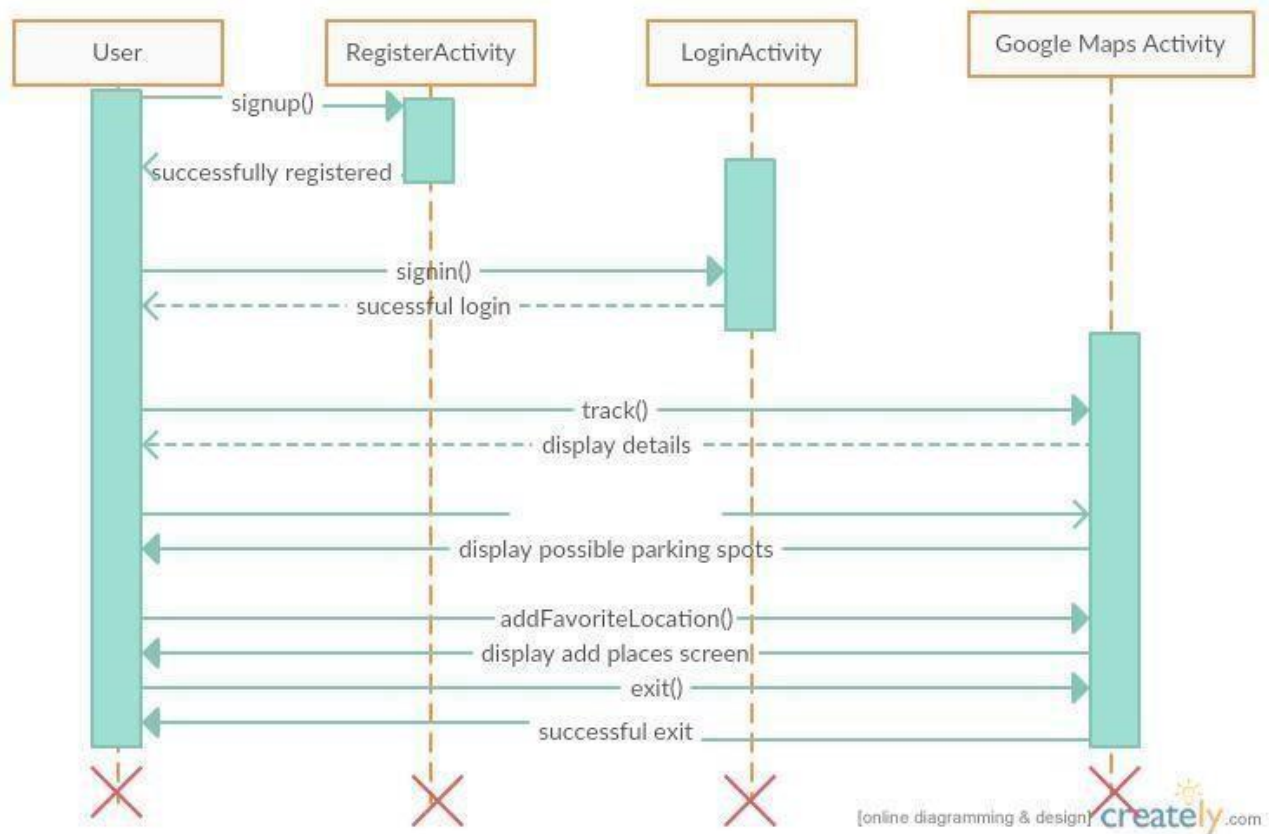 User
RegisterActivity
LoginActivity
Google Maps Activity
signup()
successfully registered
signin()
sucessful login
track()
display details
display possible parking spots
addFavoriteLocation()
display add places screen
exit()
successful exit
[online diagramming & design] creately.com